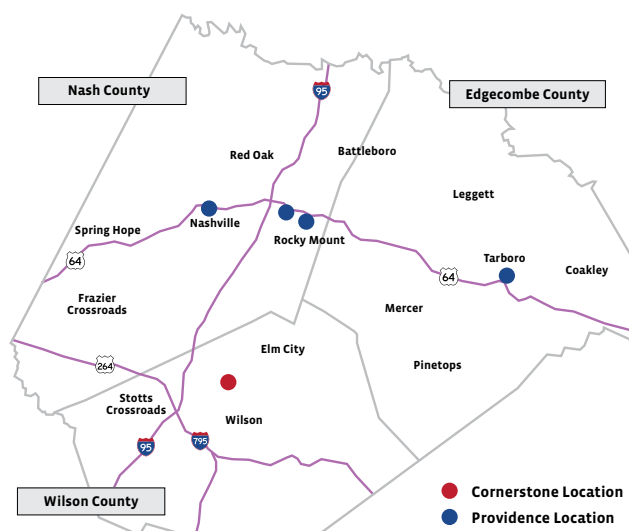 Nash County
95
Edgecombe County
Battleboro
Red Oak
Leggett
Nashville
Spring Hope
Rocky Mount
64
Tarboro
Coakley
64
Frazier
Crossroads
Mercer
Elm City
264
Pinetops
Stotts
Crossroads
Wilson
95
795
Wilson County
Cornerstone Location
Providence Location